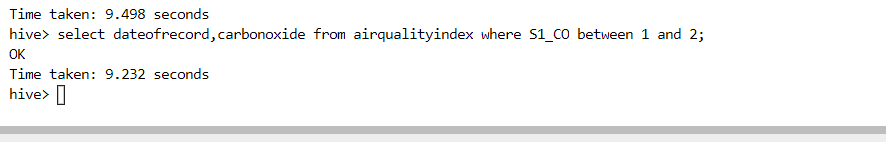 Time taken: 9.498 seconds
hive> select dateofrecord,carbonoxide from airqualityindex where S1_CO between 1 and 2;
OK
Time taken: 9.232 seconds
hive>